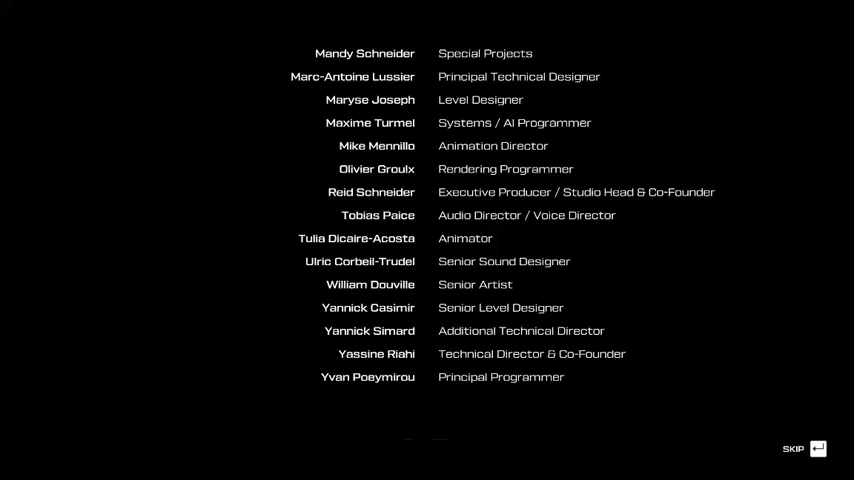 Mandy Schneider Special Projects
Marc-Antoine Lussier Principal Technical Designer
Maryse Joseph Level Designer
Maxime Turmel Systems / AI Programmer
Mike Mennillo Animation Director
Olivier Groulx Rendering Programmer
Reid Schneider Executive Producer / Studio Head & Co-Founder
Tobias Paice Audio Director / Voice Director
Tulia Dicaire-Acosta Animator
Ulric Corbeil-Trudel Senior Sound Designer
William Douville Senior Artist
Yannick Casimir Senior Level Designer
Yannick Simard Additional Technical Director
Yassine Riahi Technical Director & Co-Founder
Yvan Poeymirou Principal Programmer
SKIP